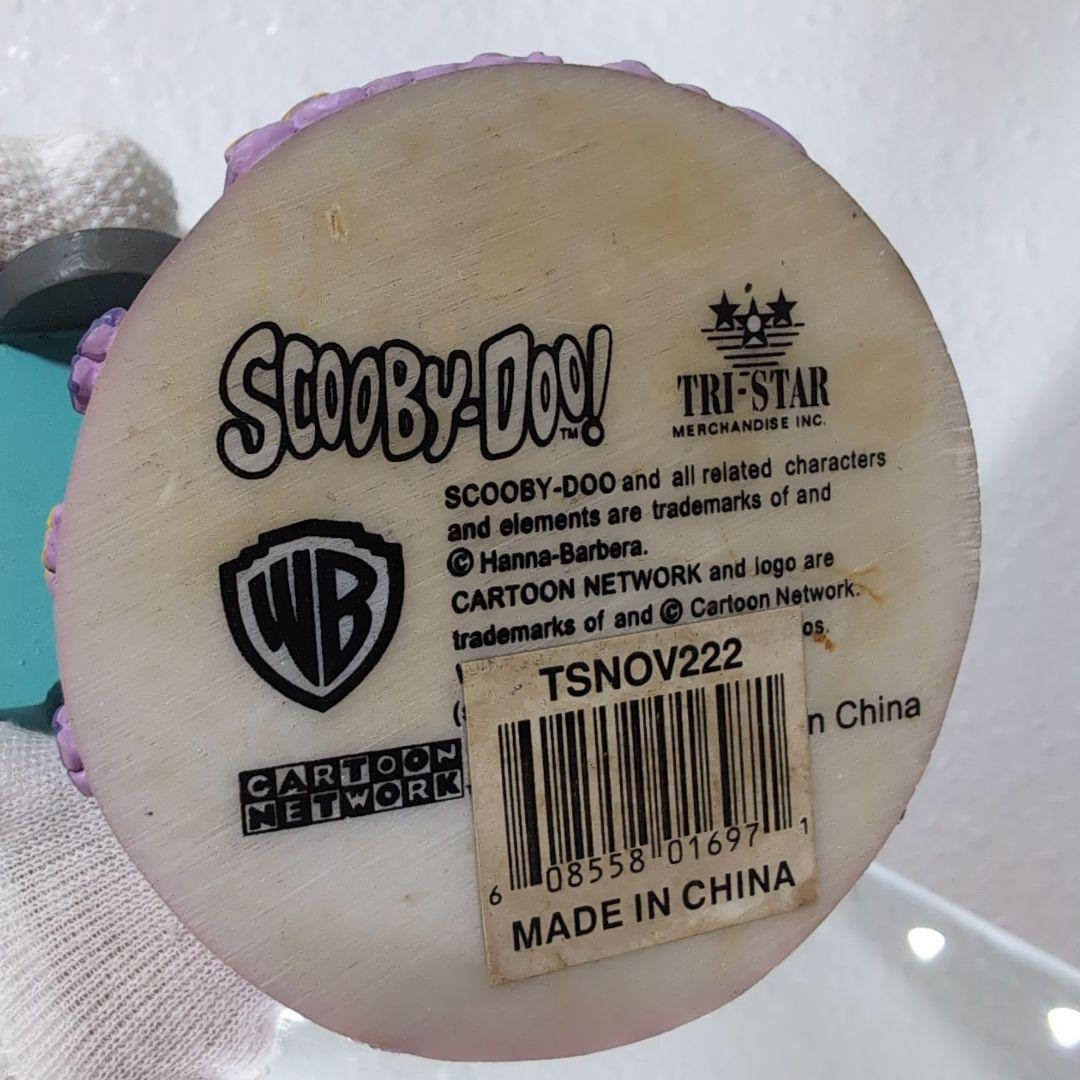 SCOOBY-DOO!™
TRI-STAR
MERCHANDISE INC.
SCOOBY-DOO and all related characters
and elements are trademarks of and
© Hanna-Barbera.
CARTOON NETWORK and logo are
trademarks of and © Cartoon Network.
China
WB
CARTOON
NETWORK
TSNOV222
6 08558 01697 1
MADE IN CHINA